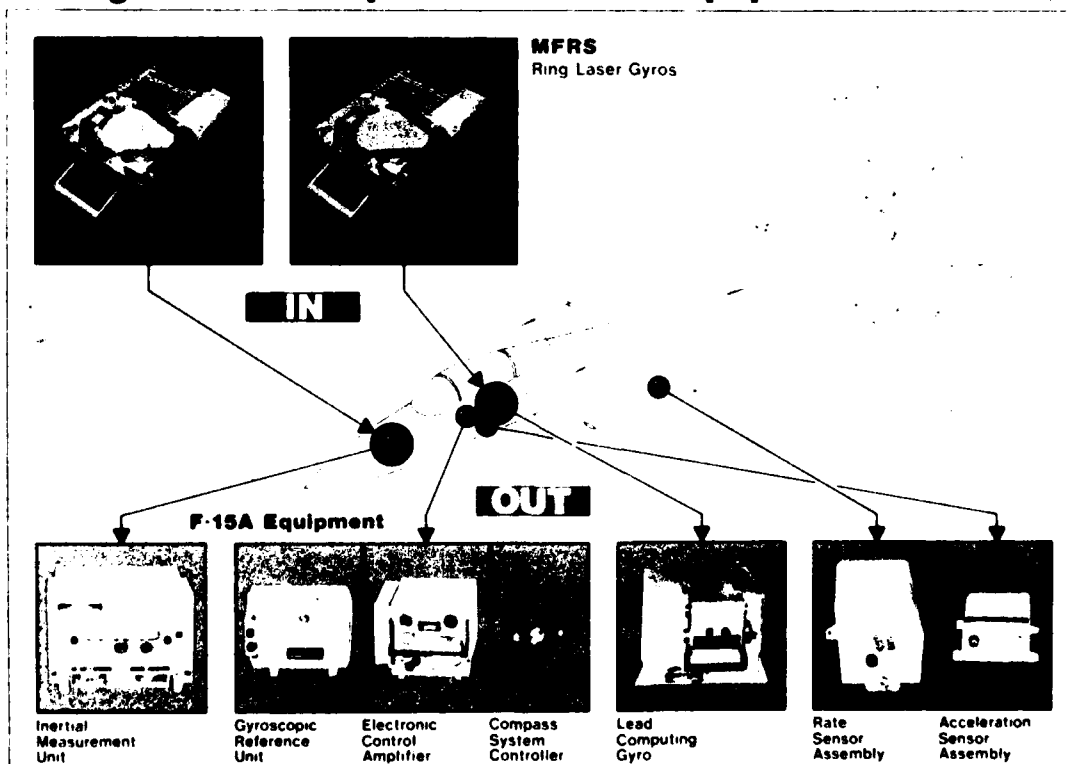 MFRS
Ring Laser Gyros
IN
OUT
F-15A Equipment
Inertial
Measurement
Unit
Gyroscopic
Reference
Unit
Electronic
Control
Amplifier
Compass
System
Controller
Lead
Computing
Gyro
Rate
Sensor
Assembly
Acceleration
Sensor
Assembly